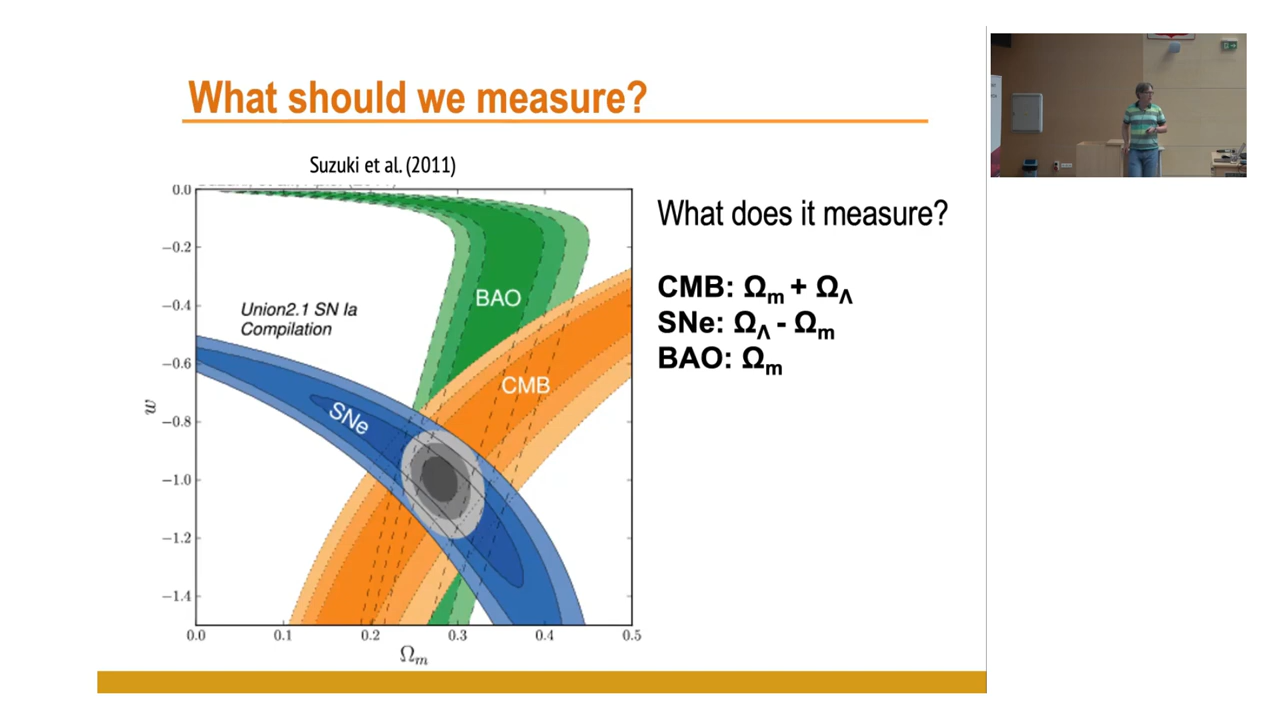 What should we measure?
Suzuki et al. (2011)
0.0
−0.2
−0.4
−0.6
−0.8
−1.0
−1.2
−1.4
w
Union2.1 SN Ia
Compilation
BAO
CMB
SNe
0.0 0.1 0.2 0.3 0.4 0.5
Ωm
What does it measure?
CMB: Ωm + ΩΛ
SNe: ΩΛ - Ωm
BAO: Ωm